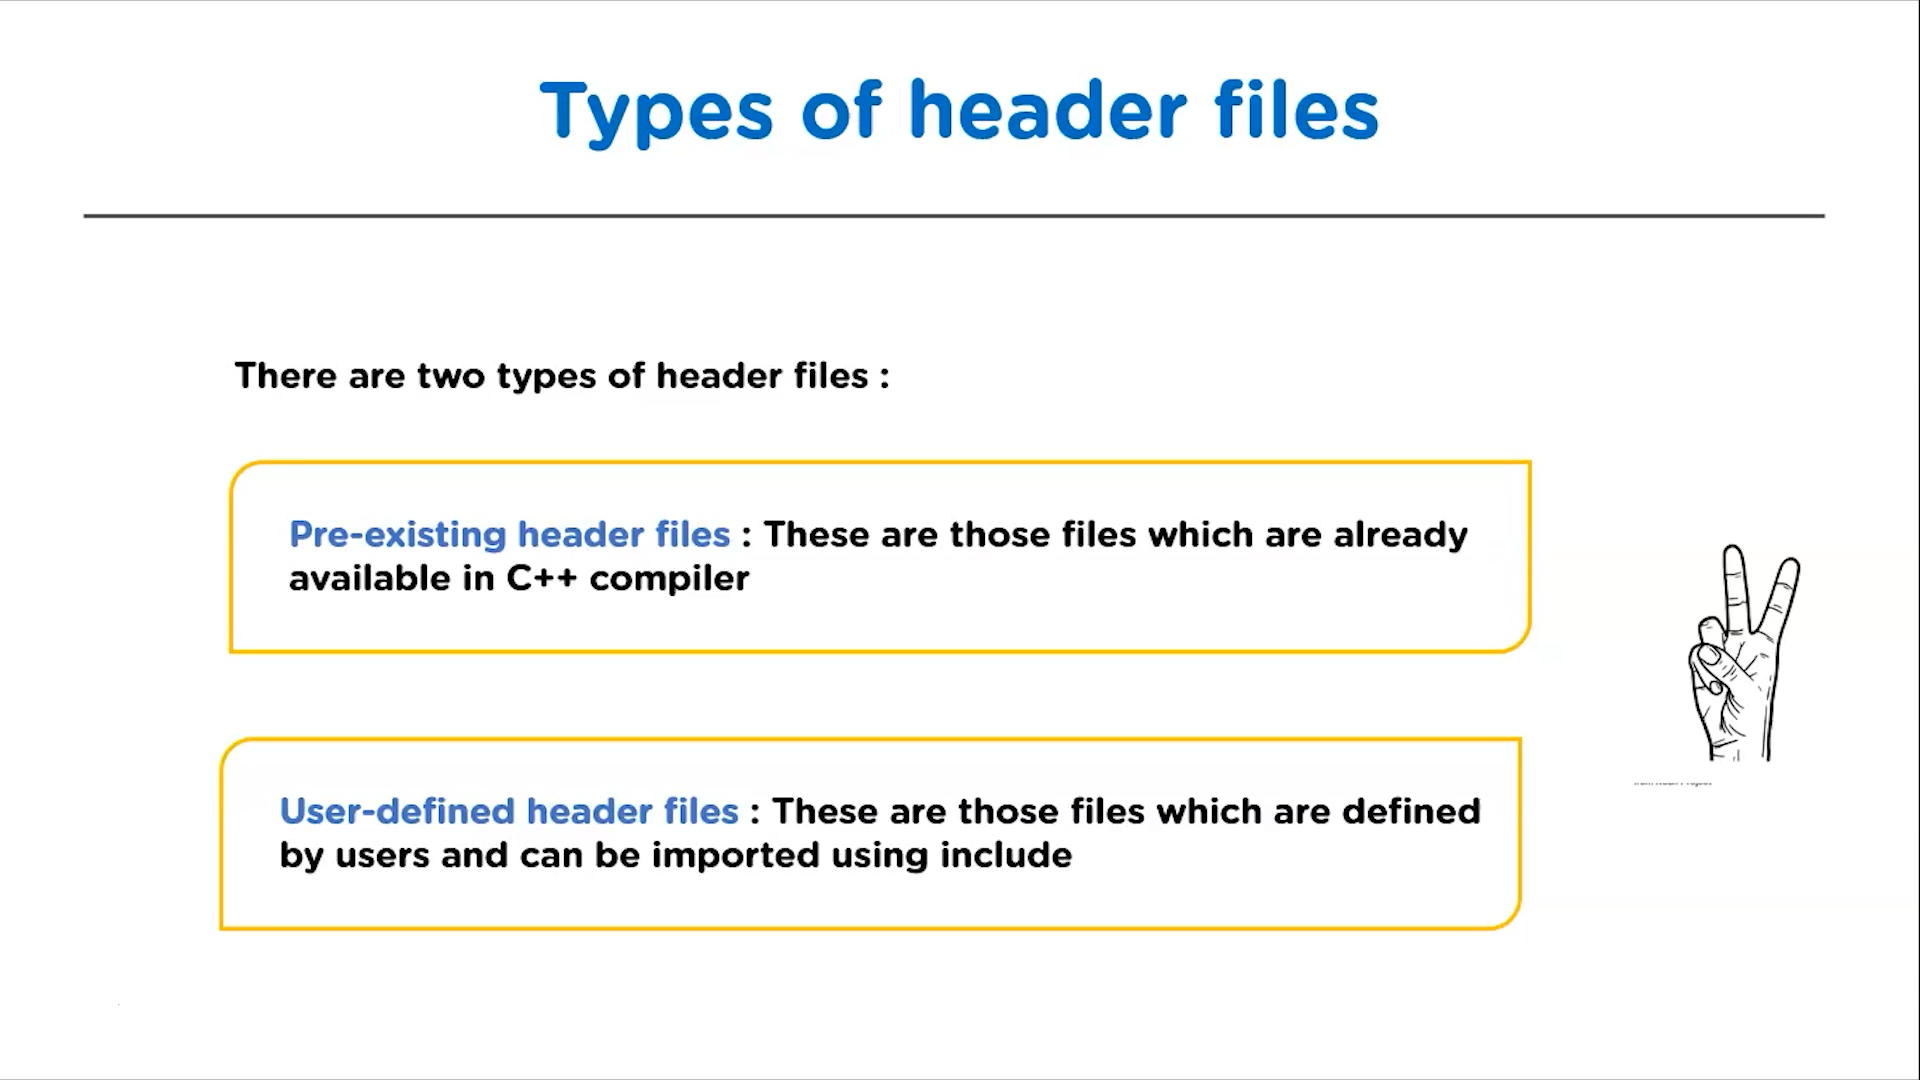 Types of header files
There are two types of header files :
Pre-existing header files : These are those files which are already
available in C++ compiler
User-defined header files : These are those files which are defined
by users and can be imported using include